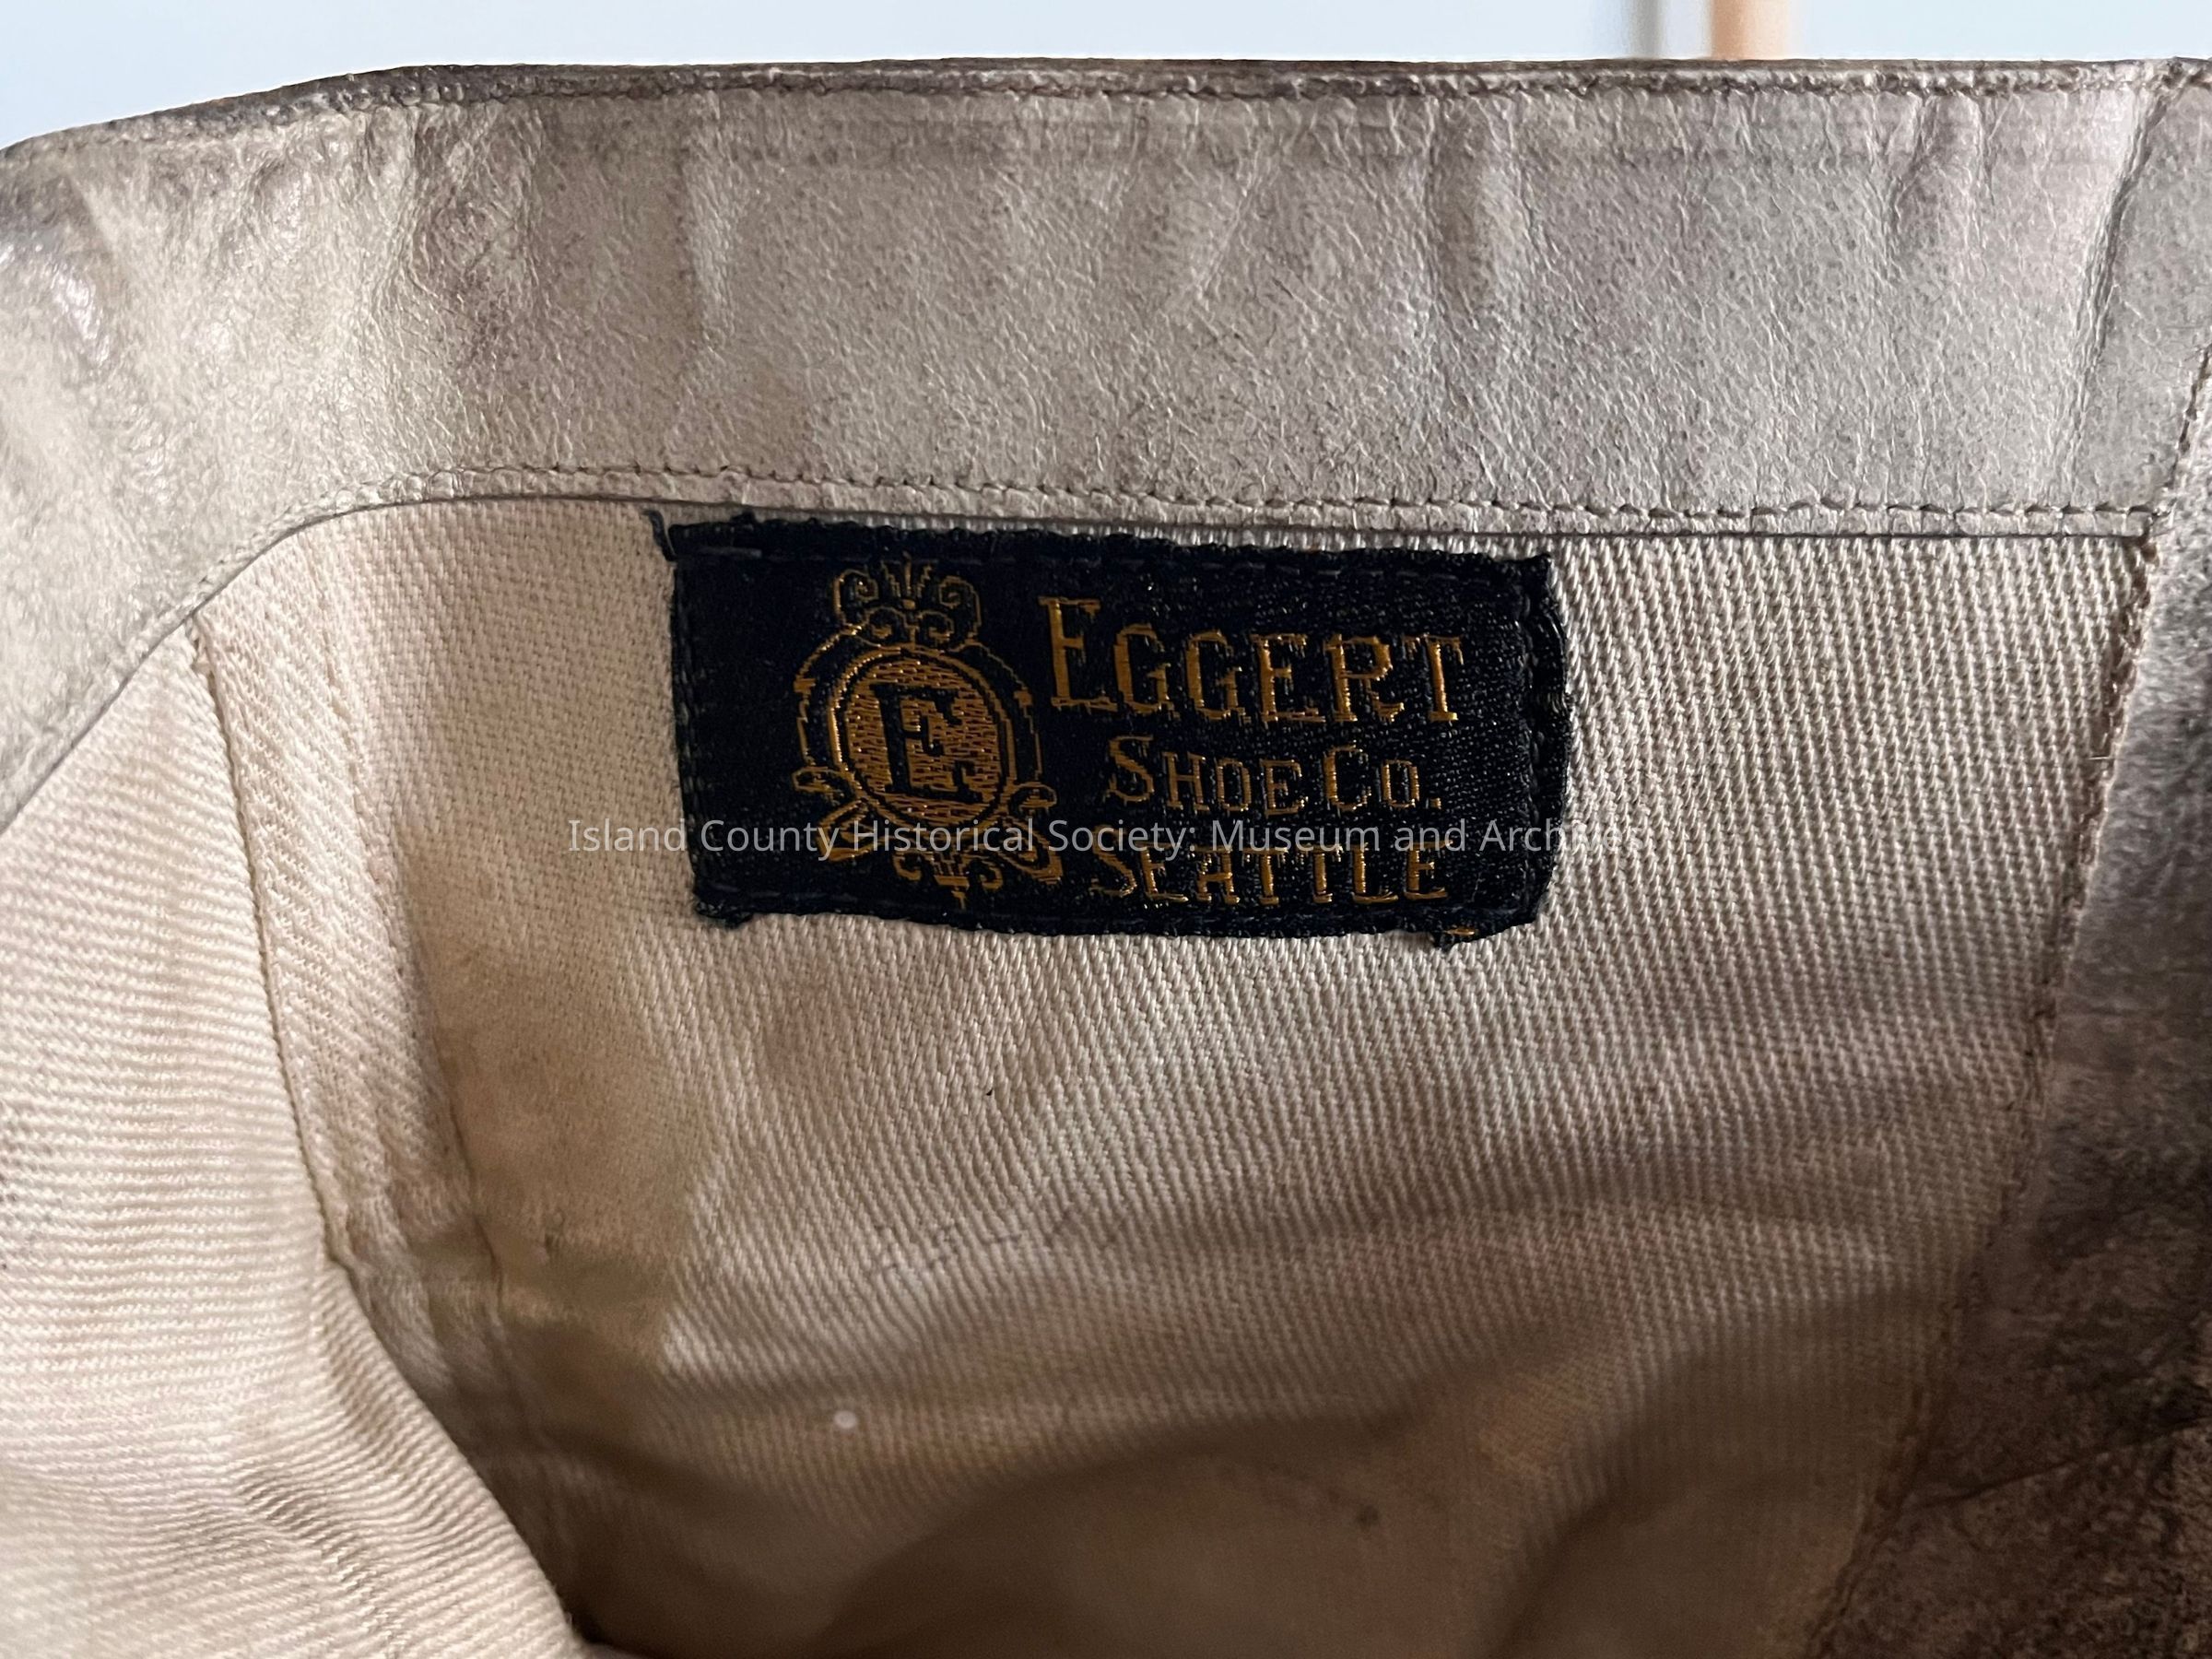 E
EGGERT
SHOE CO.
SEATTLE
Island County Historical Society: Museum and Archives